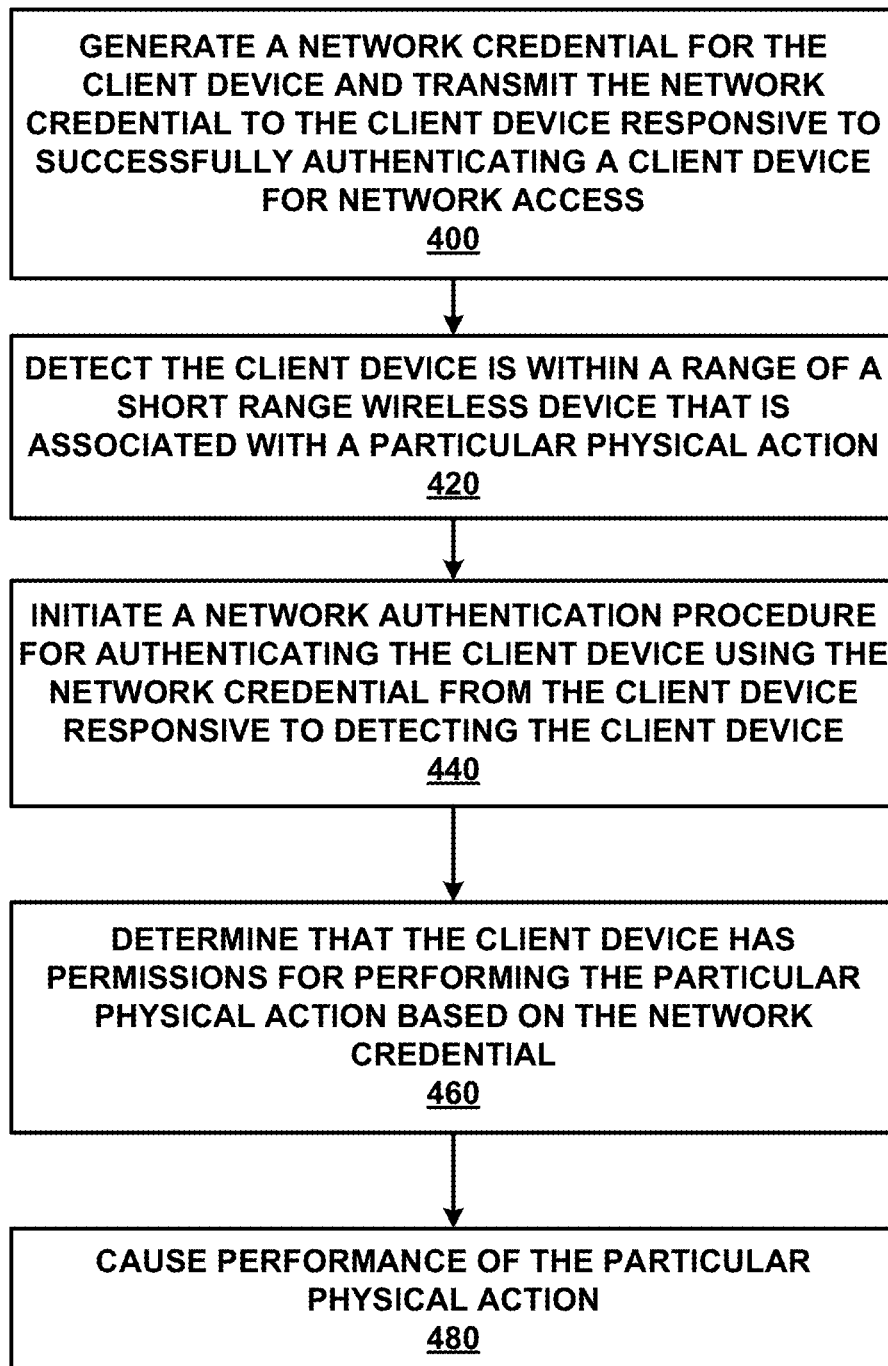 GENERATE A NETWORK CREDENTIAL FOR THE
CLIENT DEVICE AND TRANSMIT THE NETWORK
CREDENTIAL TO THE CLIENT DEVICE RESPONSIVE TO
SUCCESSFULLY AUTHENTICATING A CLIENT DEVICE
FOR NETWORK ACCESS
400
DETECT THE CLIENT DEVICE IS WITHIN A RANGE OF A
SHORT RANGE WIRELESS DEVICE THAT IS
ASSOCIATED WITH A PARTICULAR PHYSICAL ACTION
420
INITIATE A NETWORK AUTHENTICATION PROCEDURE
FOR AUTHENTICATING THE CLIENT DEVICE USING THE
NETWORK CREDENTIAL FROM THE CLIENT DEVICE
RESPONSIVE TO DETECTING THE CLIENT DEVICE
440
DETERMINE THAT THE CLIENT DEVICE HAS
PERMISSIONS FOR PERFORMING THE PARTICULAR
PHYSICAL ACTION BASED ON THE NETWORK
CREDENTIAL
460
CAUSE PERFORMANCE OF THE PARTICULAR
PHYSICAL ACTION
480